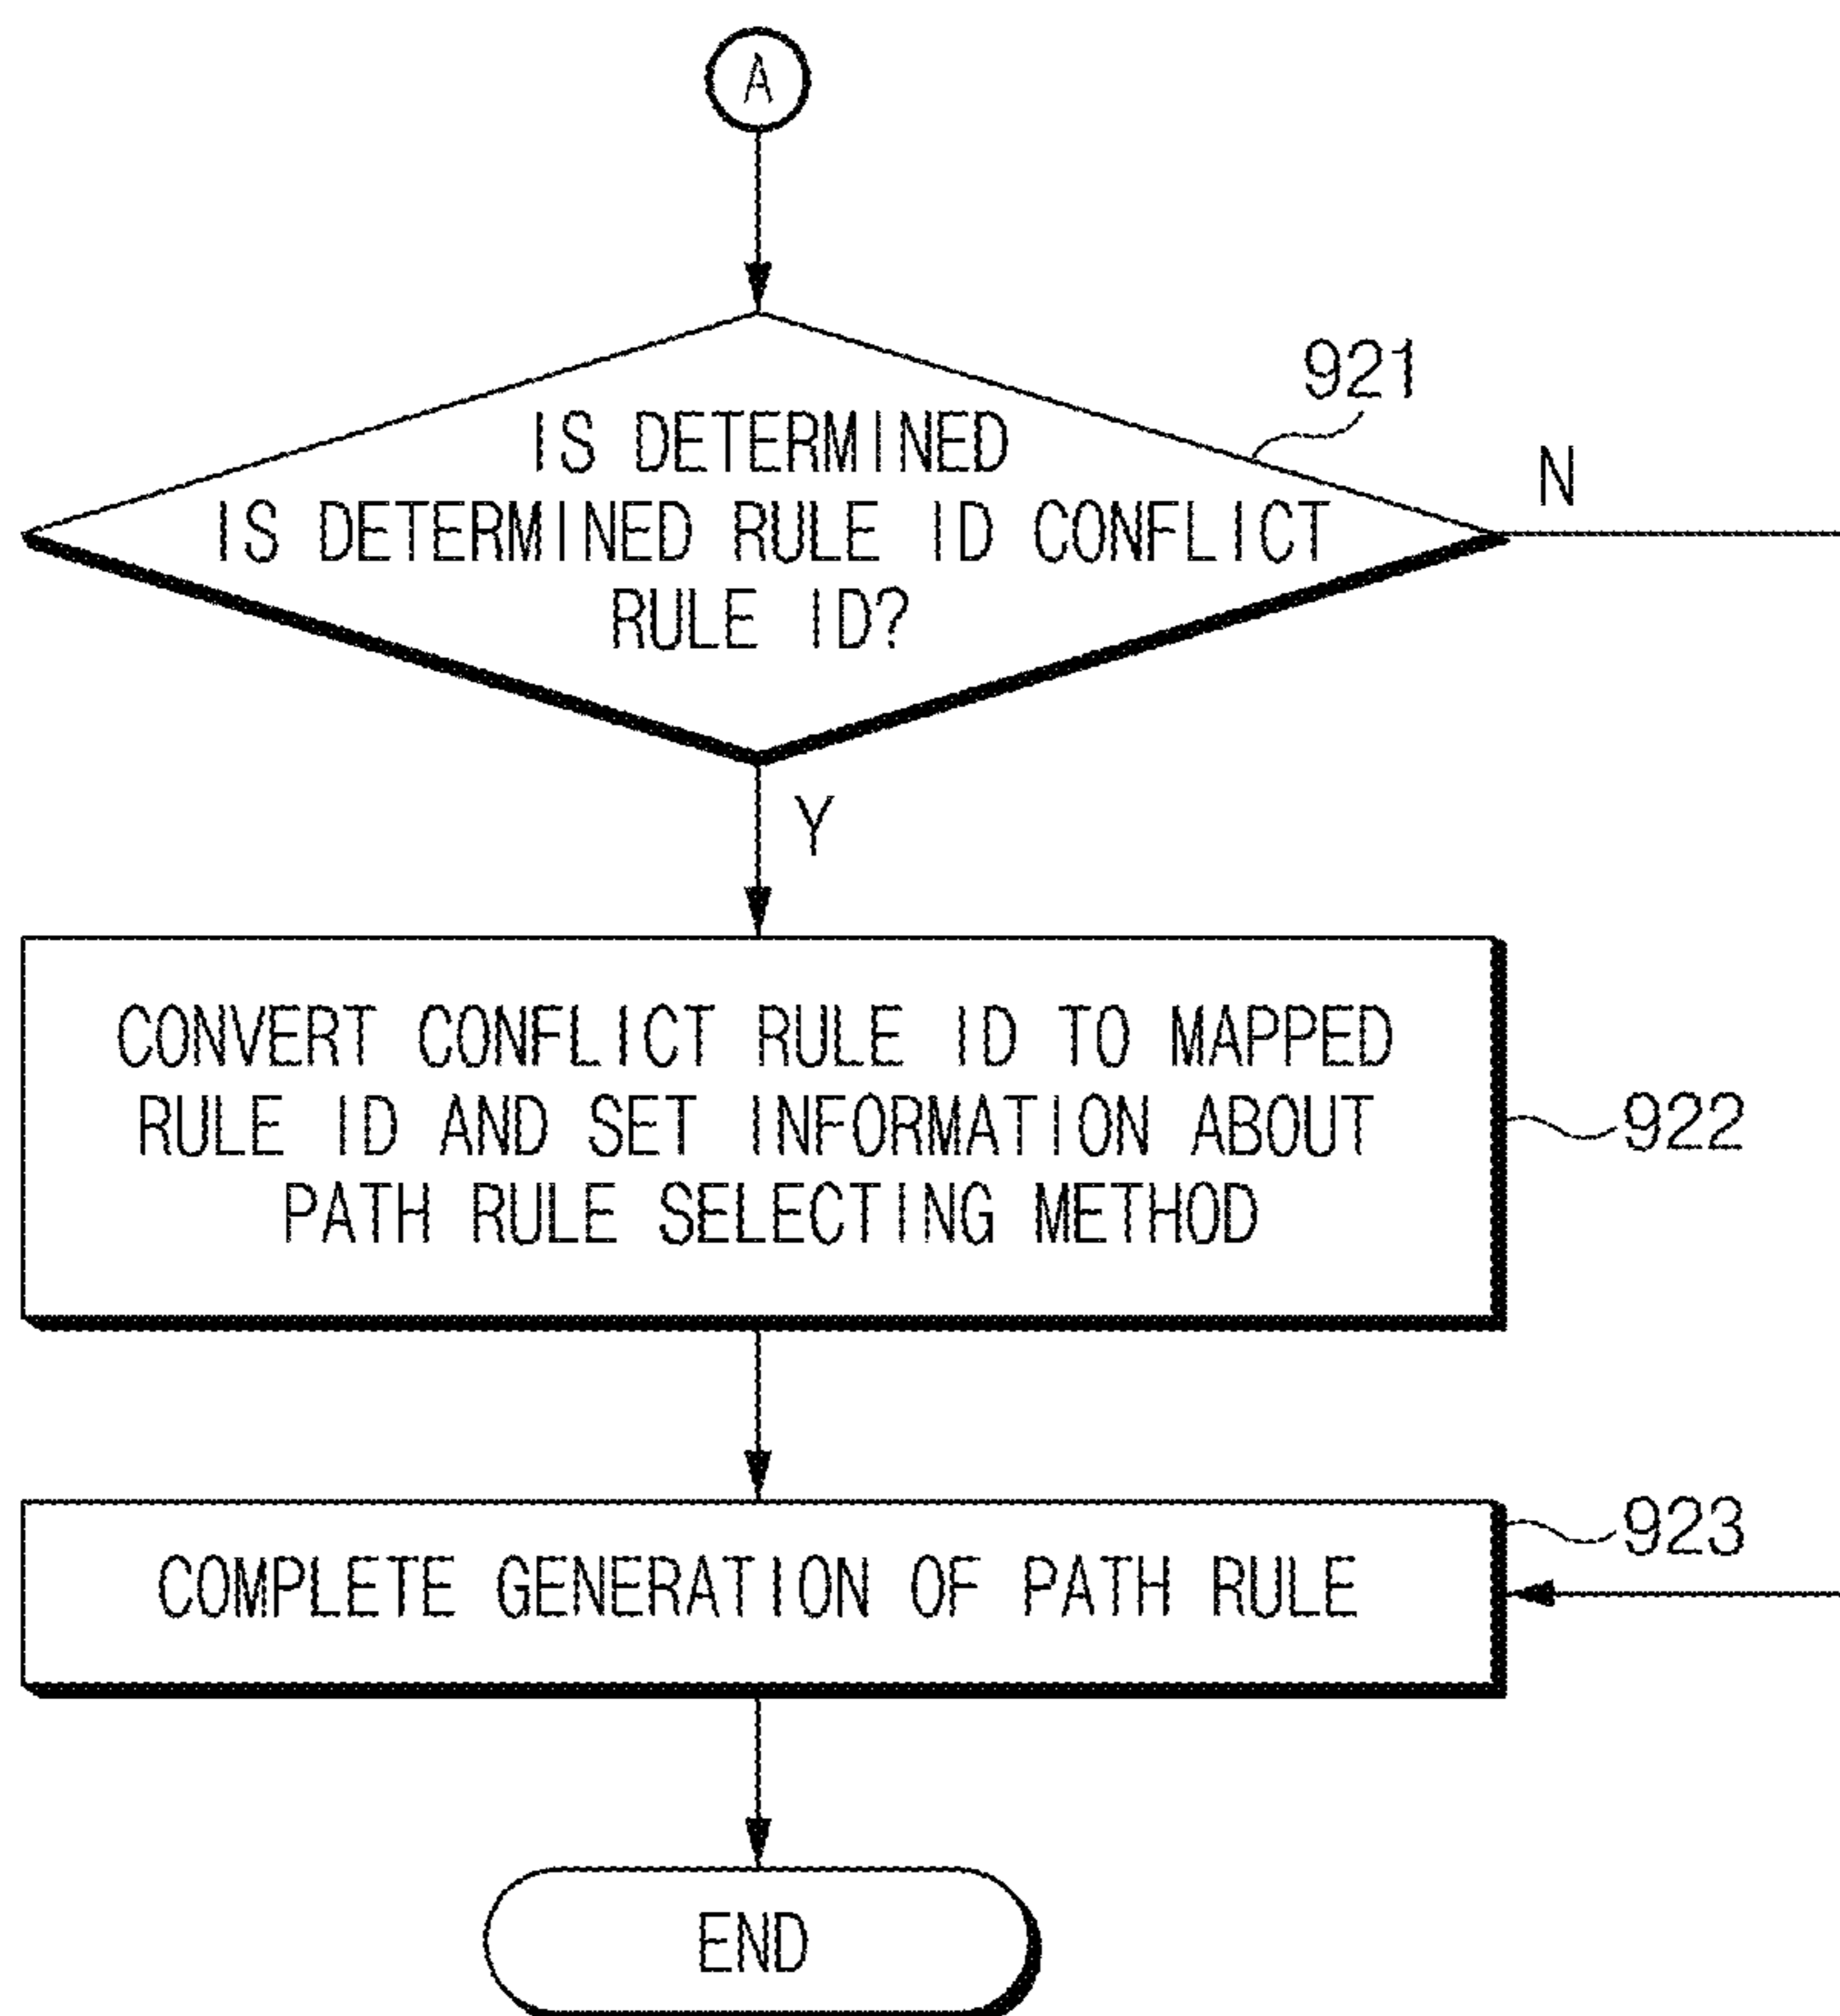 A
921
IS DETERMINED
IS DETERMINED RULE ID CONFLICT
RULE ID?
N
Y
CONVERT CONFLICT RULE ID TO MAPPED
RULE ID AND SET INFORMATION ABOUT
PATH RULE SELECTING METHOD
922
923
COMPLETE GENERATION OF PATH RULE
END